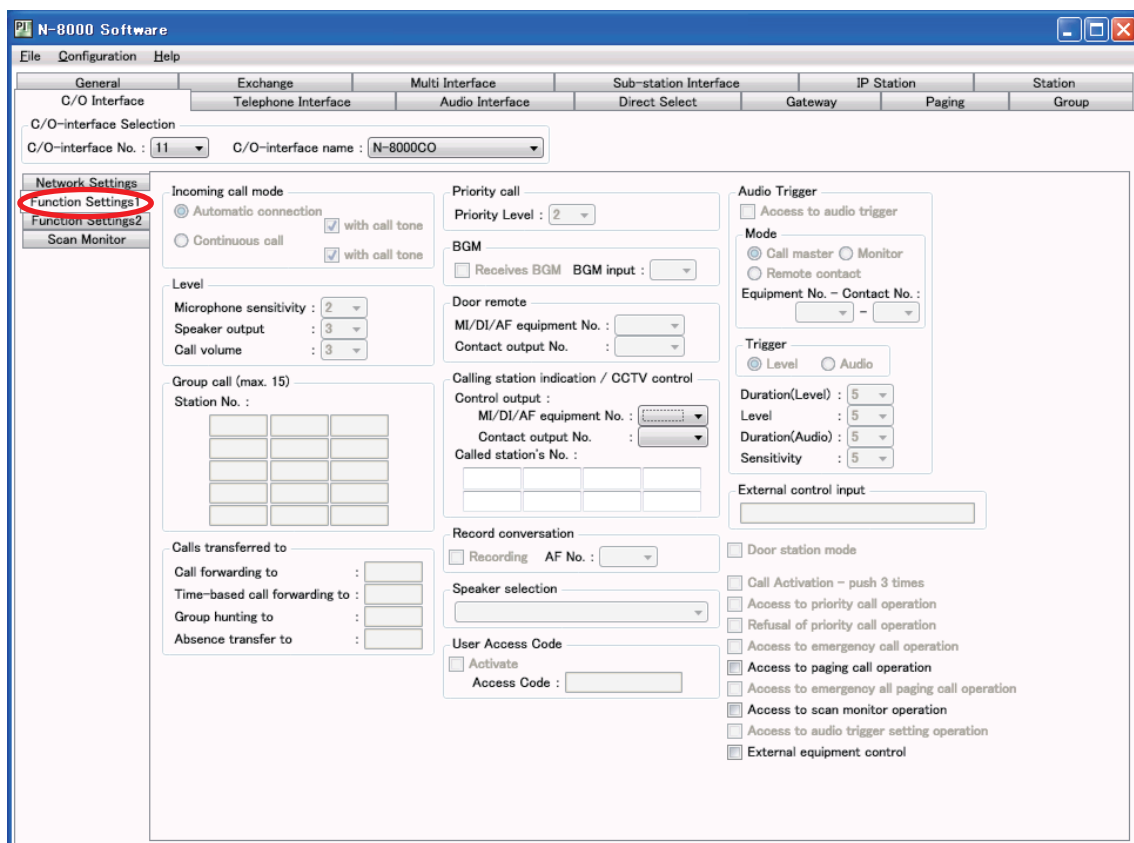 N-8000 Software
File Configuration Help
General Exchange Multi Interface Sub-station Interface IP Station Station
C/O Interface Telephone Interface Audio Interface Direct Select Gateway Paging Group
C/O-interface Selection
C/O-interface No. : 11 C/O-interface name : N-8000CO
Network Settings
Function Settings1
Function Settings2
Scan Monitor
Incoming call mode
Automatic connection
with call tone
Continuous call
with call tone
Level
Microphone sensitivity : 2
Speaker output : 3
Call volume : 3
Group call (max. 15)
Station No. :
Calls transferred to
Call forwarding to :
Time-based call forwarding to :
Group hunting to :
Absence transfer to :
Priority call
Priority Level : 2
BGM
Receives BGM BGM input :
Door remote
MI/DI/AF equipment No. :
Contact output No. :
Calling station indication / CCTV control
Control output :
MI/DI/AF equipment No. :
Contact output No. :
Called station's No. :
Record conversation
Recording AF No. :
Speaker selection
User Access Code
Activate
Access Code :
Audio Trigger
Access to audio trigger
Mode
Call master Monitor
Remote contact
Equipment No. - Contact No. :
-
Trigger
Level Audio
Duration(Level) : 5
Level : 5
Duration(Audio) : 5
Sensitivity : 5
External control input
Door station mode
Call Activation - push 3 times
Access to priority call operation
Refusal of priority call operation
Access to emergency call operation
Access to paging call operation
Access to emergency all paging call operation
Access to scan monitor operation
Access to audio trigger setting operation
External equipment control